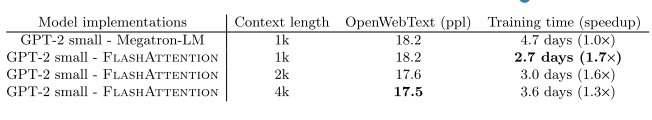 Model implementations Context length OpenWebText (ppl) Training time (speedup)
GPT-2 small - Megatron-LM 1k 18.2 4.7 days (1.0×)
GPT-2 small - FLASHATTENTION 1k 18.2 2.7 days (1.7×)
GPT-2 small - FLASHATTENTION 2k 17.6 3.0 days (1.6×)
GPT-2 small - FLASHATTENTION 4k 17.5 3.6 days (1.3×)